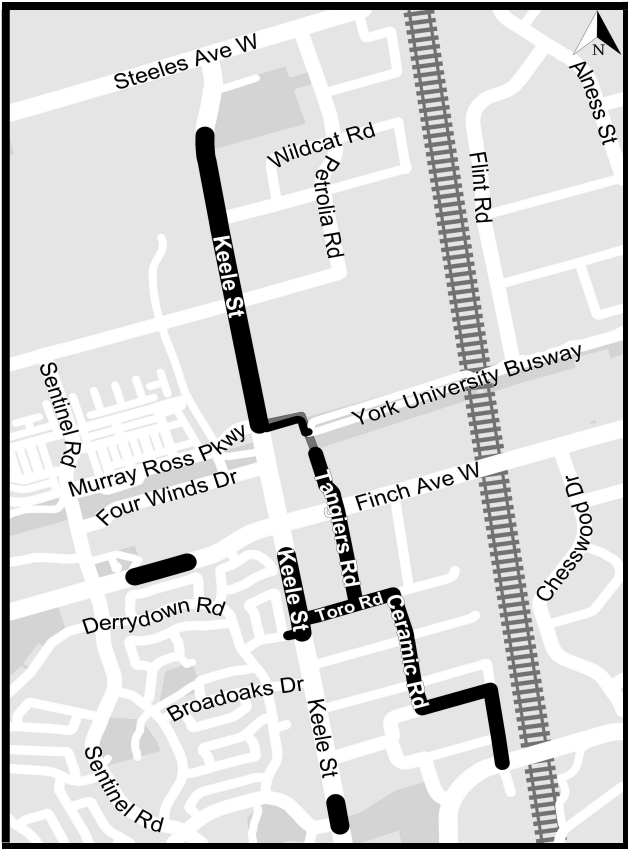 Steeles Ave W
N
Alness St
Wildcat Rd
Petrolia Rd
Flint Rd
Keele St
York University Busway
Sentinel Rd
Murray Ross Pkwy
Four Winds Dr
Finch Ave W
Tangiers Rd
Chesswood Dr
Keele St
Toro Rd
Ceramic Rd
Derrydown Rd
Broadoaks Dr
Keele St
Sentinel Rd